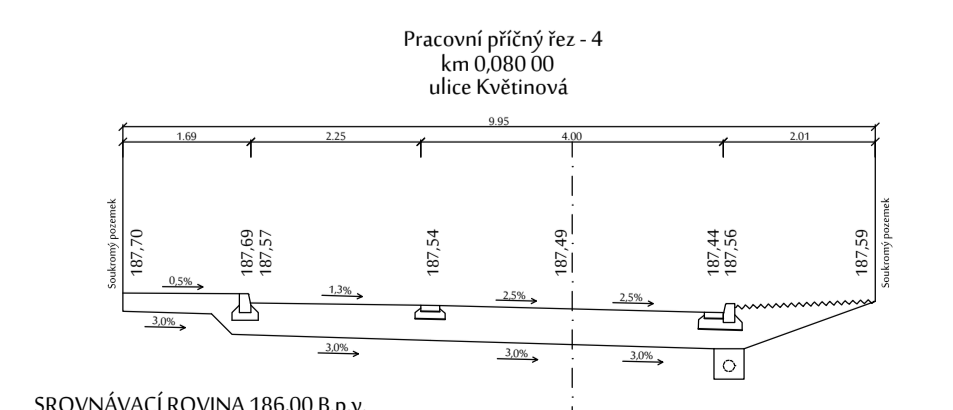 Pracovní příčný řez - 4
km 0,080 00
ulice Květinová
9.95
1.69 2.25 4.00 2.01
Soukromý pozemek
187,70
187,69
187,57
187,54
187,49
187,44
187,56
187,59
Soukromý pozemek
0,5%
1,3%
2,5%
2,5%
3,0%
3,0%
3,0%
3,0%
SROVNÁVACÍ ROVINA 186,00 B.p.v.